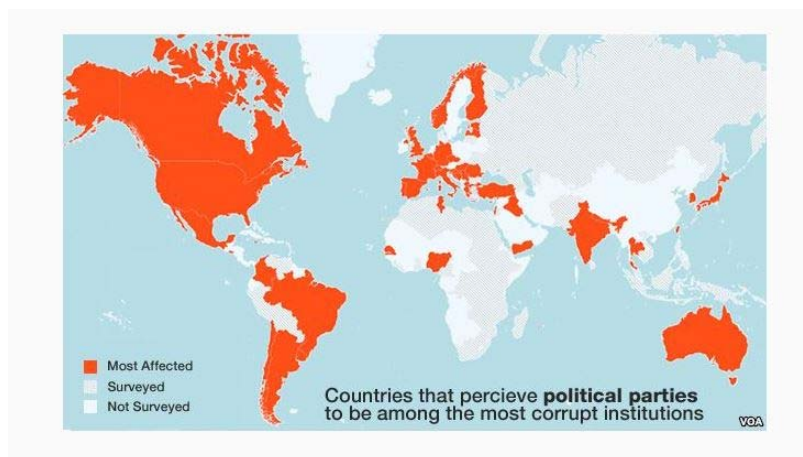 Most Affected
Surveyed
Not Surveyed
Countries that percieve political parties
to be among the most corrupt institutions
VOA